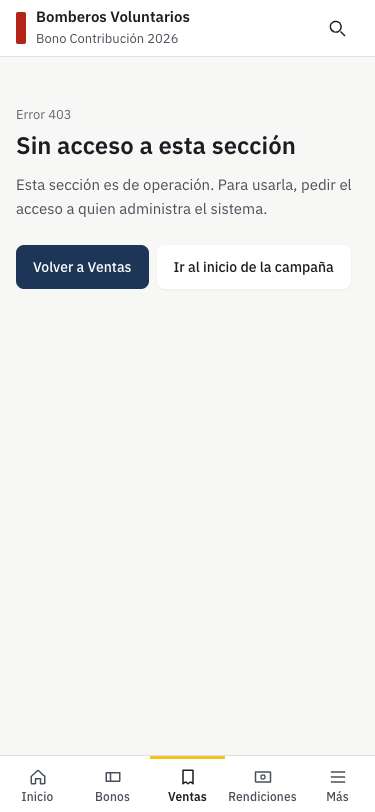 Bomberos Voluntarios
Bono Contribución 2026
Error 403
Sin acceso a esta sección
Esta sección es de operación. Para usarla, pedir el
acceso a quien administra el sistema.
Volver a Ventas
Ir al inicio de la campaña
Inicio
Bonos
Ventas
Rendiciones
Más